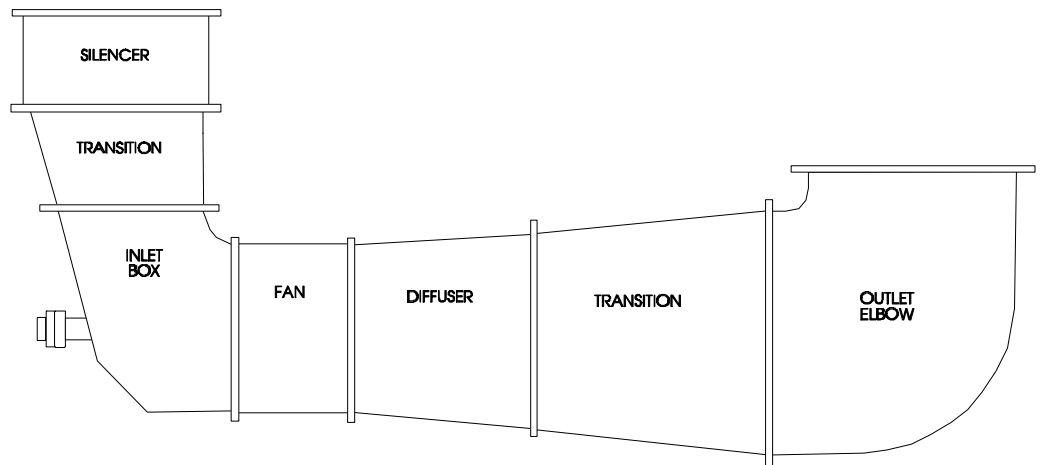 SILENCER
TRANSITION
INLET
BOX
FAN
DIFFUSER
TRANSITION
OUTLET
ELBOW